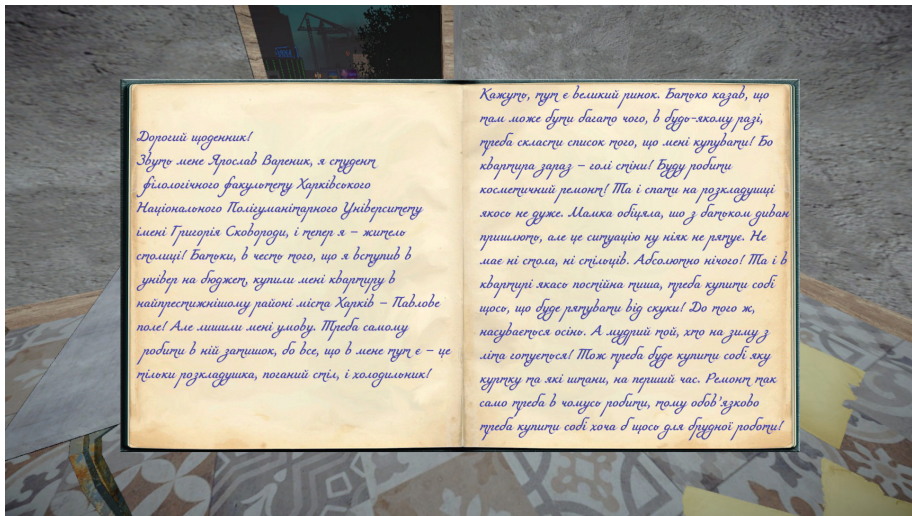 Дорогий щоденник!
Звуть мене Ярослав Вареник, я студент
філологічного факультету Харківського
Національного Полігуманітарного Університету
імені Григорія Сковороди, і тепер я – житель
столиці! Батьки, в честь того, що я вступив в
універ на бюджет, купили мені квартиру в
найпрестижнішому районі міста Харків – Павлове
поле! Але лишили мені умову. Треба самому
робити в ній затишок, бо все, що в мене тут є – це
тільки розкладушка, поганий стіл, і холодильник!
Кажуть, тут є великий ринок. Батько казав, що
там може бути багато чого, в будь-якому разі,
треба скласти список того, що мені купувати! Бо
квартира зараз – голі стіни! Буду робити
косметичний ремонт! Та і спати на розкладушці
якось не дуже. Мамка обіцяла, шо з батьком диван
пришлють, але це ситуацію ну ніяк не рятує. Не
має ні стола, ні стільців. Абсолютно нічого! Та і в
квартирі якась постійна тиша, треба купити собі
щось, що буде рятувати від скуки! До того ж,
насувається осінь. А мудрий той, хто на зиму з
літа готується! Тож треба буде купити собі яку
куртку та які штани, на перший час. Ремонт так
само треба в чомусь робити, тому обов'язково
треба купити собі хоча б щось для брудної роботи!